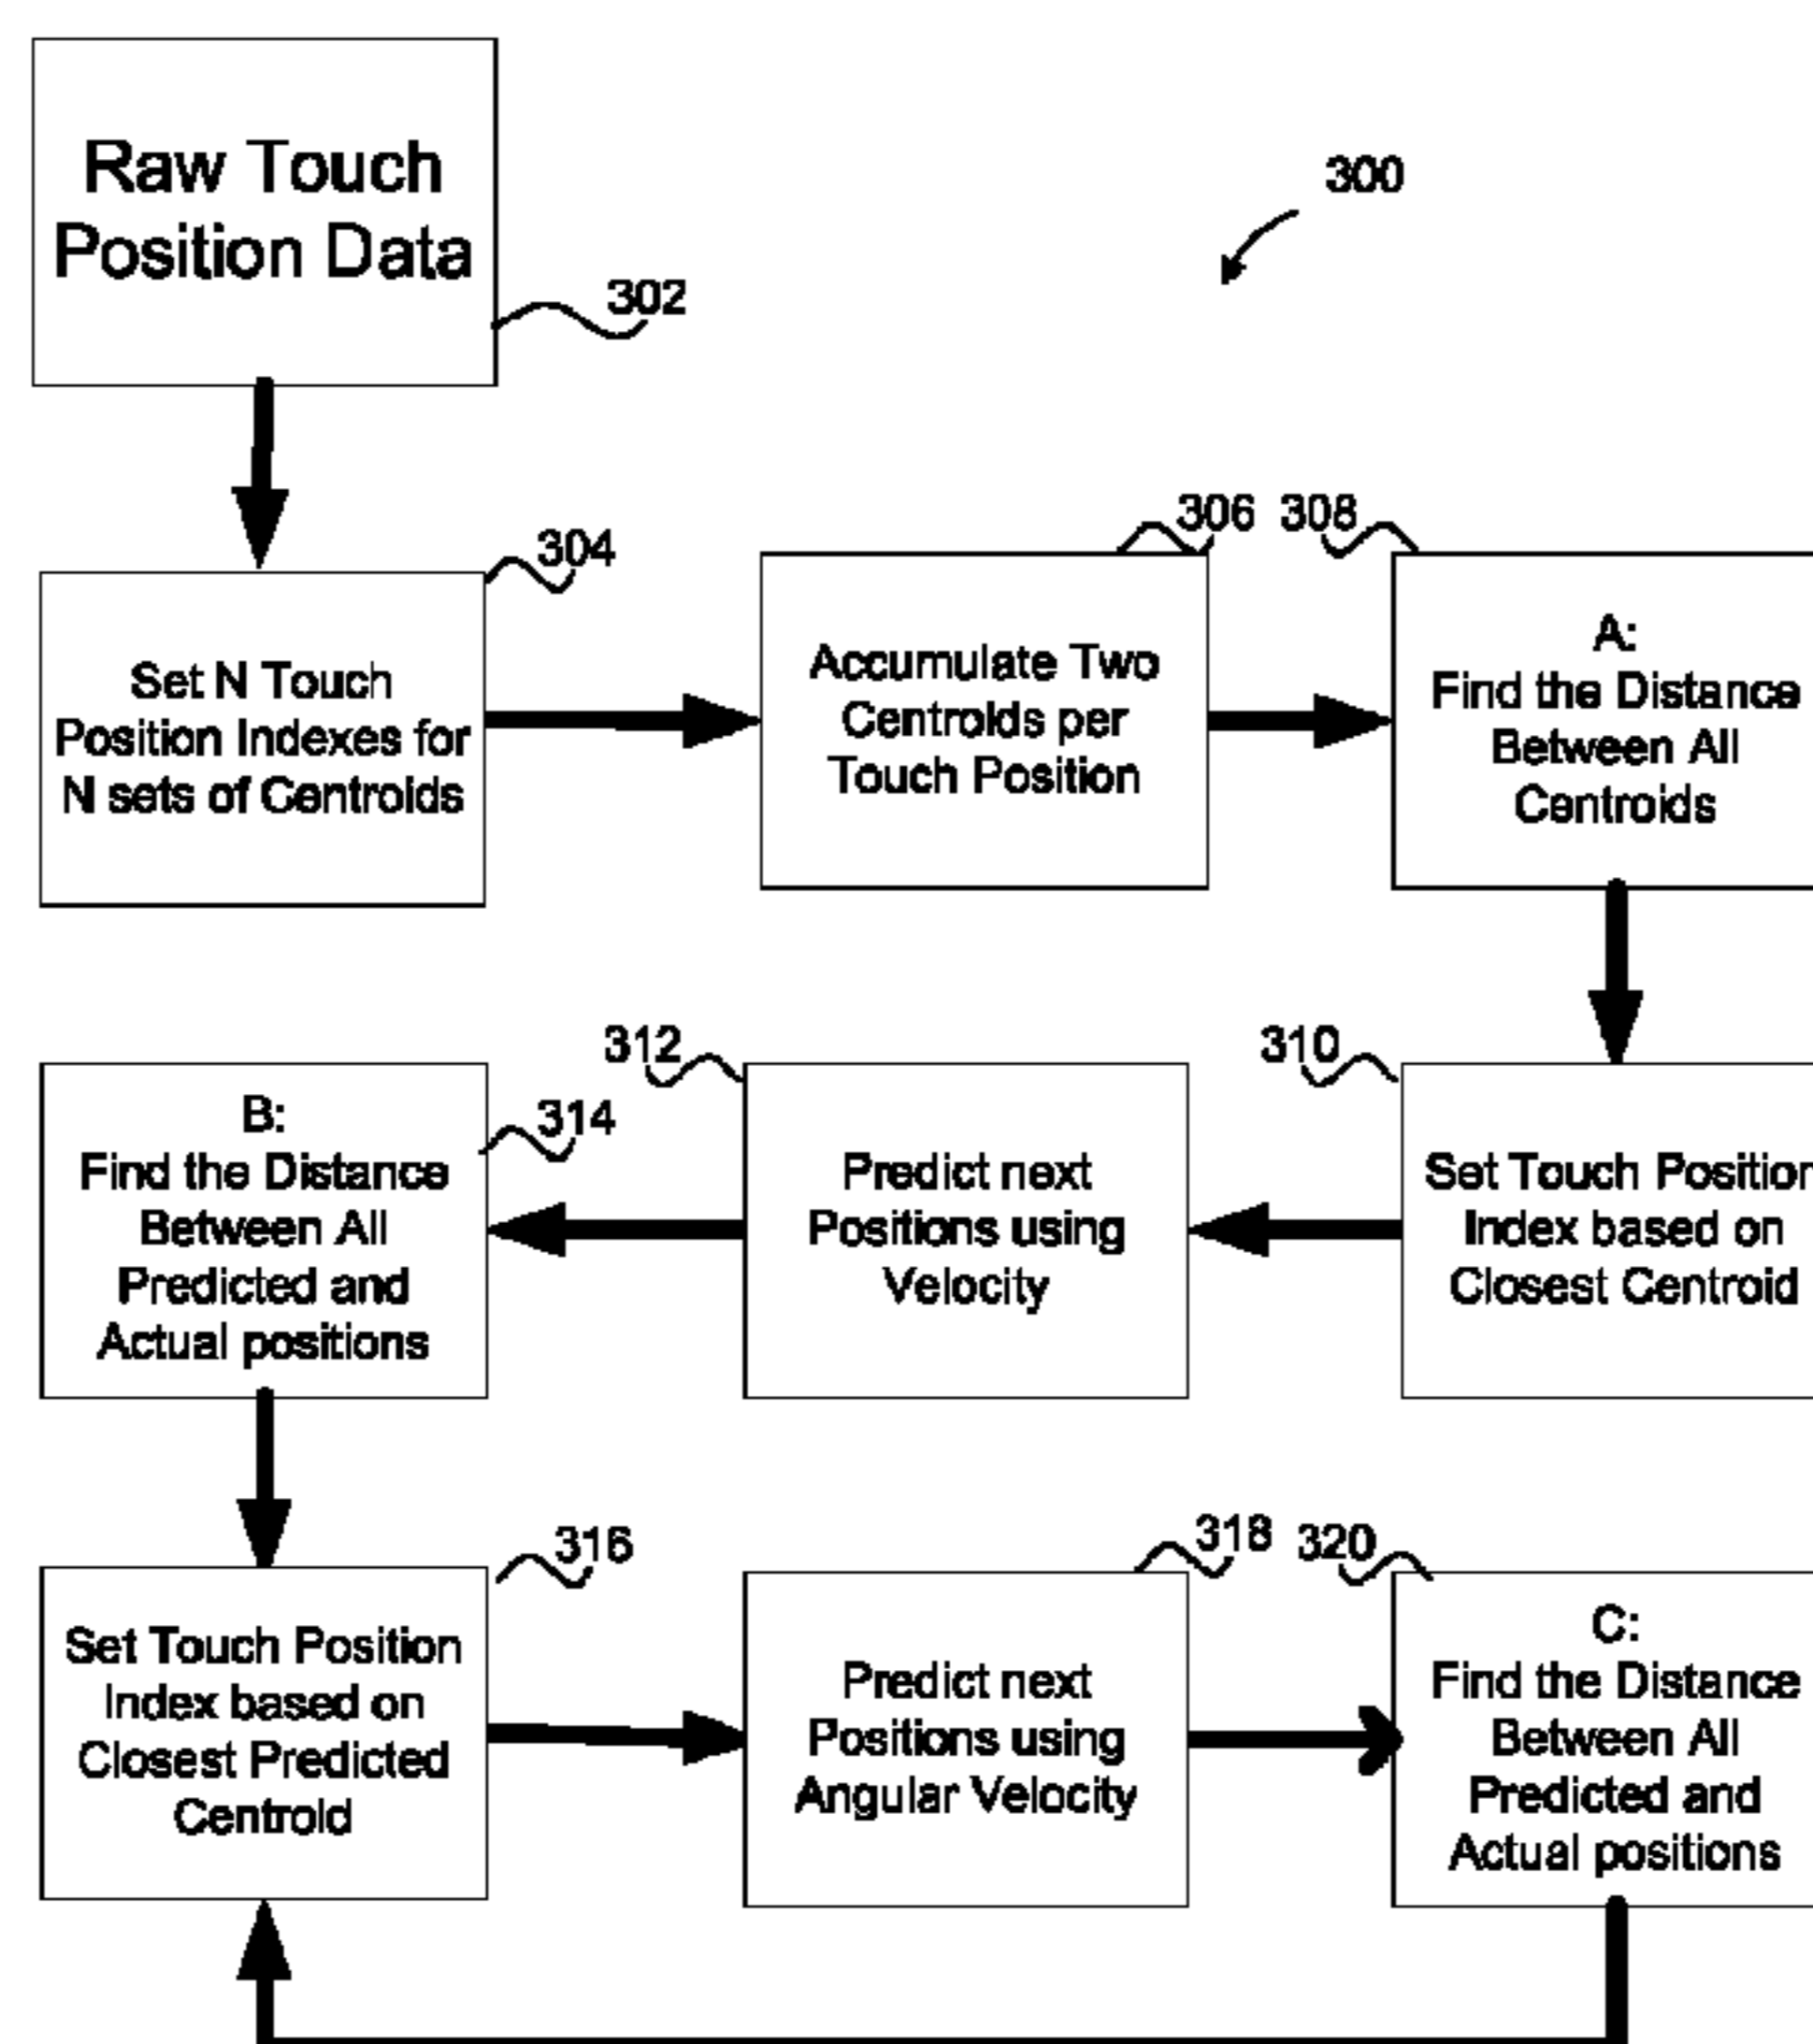 Raw Touch
Position Data
302
300
304
Set N Touch
Position Indexes for
N sets of Centroids
306
Accumulate Two
Centroids per
Touch Position
308
A:
Find the Distance
Between All
Centroids
310
Set Touch Position
Index based on
Closest Centroid
312
Predict next
Positions using
Velocity
314
B:
Find the Distance
Between All
Predicted and
Actual positions
316
Set Touch Position
Index based on
Closest Predicted
Centroid
318
Predict next
Positions using
Angular Velocity
320
C:
Find the Distance
Between All
Predicted and
Actual positions